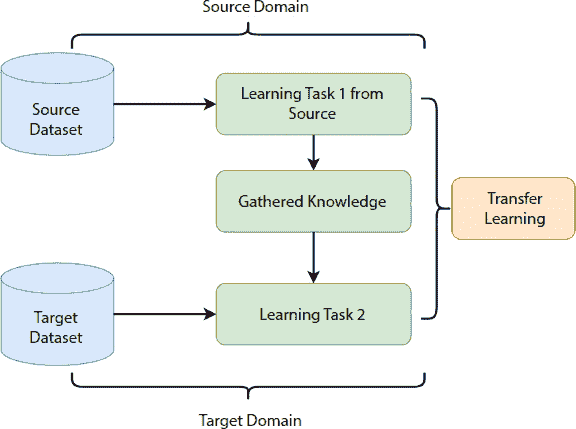 Source Domain
Source
Dataset
Learning Task 1 from
Source
Gathered Knowledge
Transfer
Learning
Target
Dataset
Learning Task 2
Target Domain